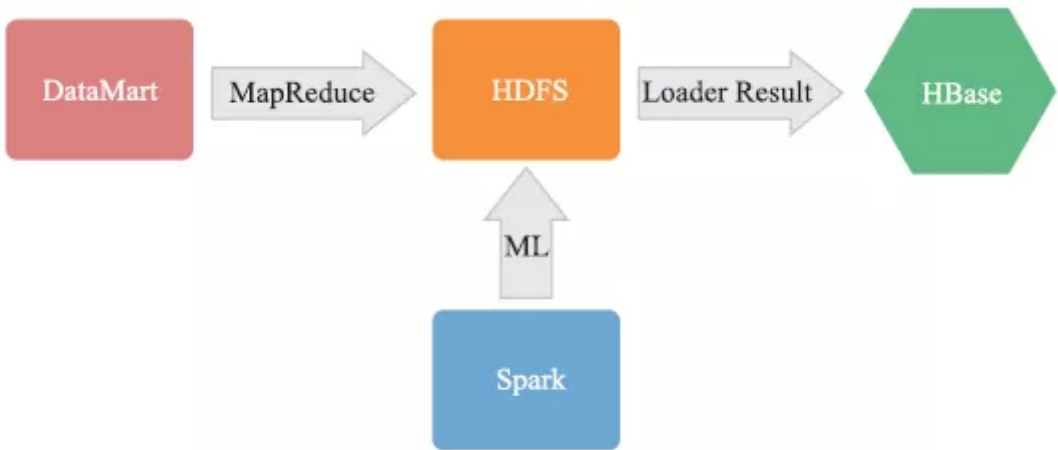 DataMart
MapReduce
HDFS
Loader Result
HBase
ML
Spark